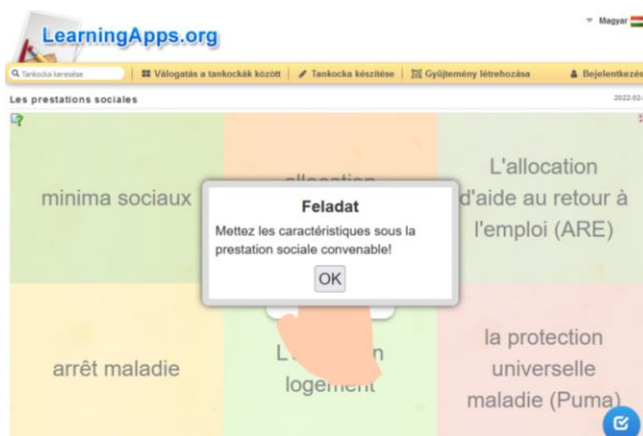 LearningApps.org
Magyar
Tankocka keresése
Válogatás a tankockák között
Tankocka készítése
Gyűjtemény létrehozása
Bejelentkezés
Les prestations sociales
2022-02-
minima sociaux
L'allocation
d'aide au retour à
l'emploi (ARE)
Feladat
Mettez les caractéristiques sous la
prestation sociale convenable!
OK
arrêt maladie
logement
la protection
universelle
maladie (Puma)